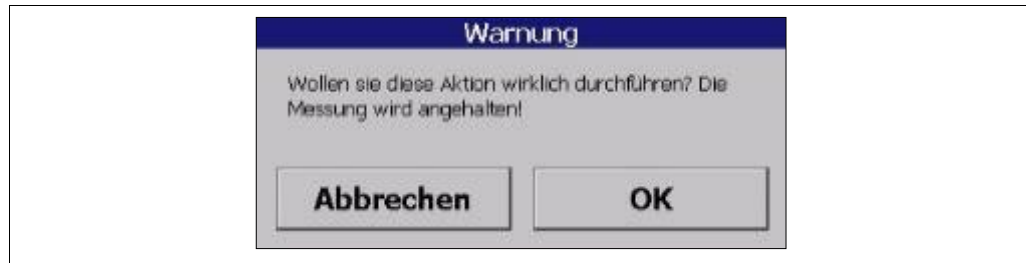 Warnung
Wollen sie diese Aktion wirklich durchführen? Die
Messung wird angehalten!
Abbrechen
OK